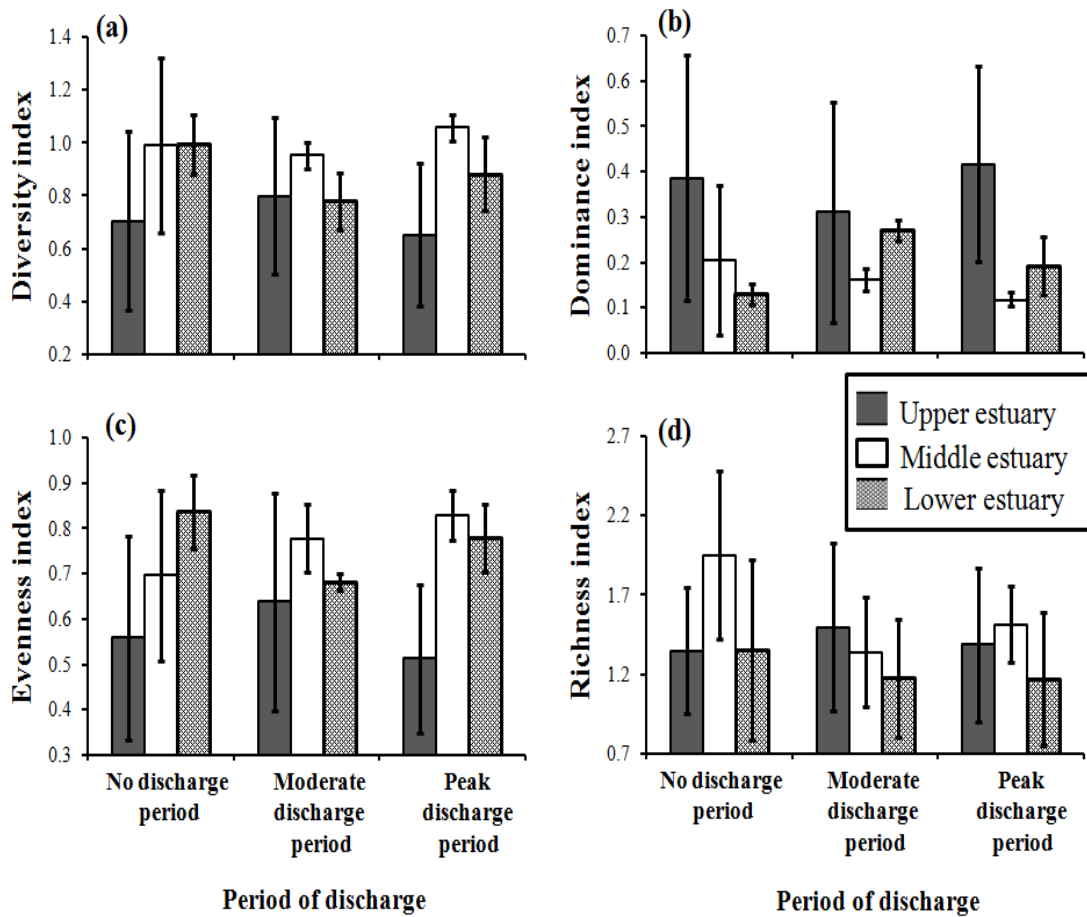 (a)
Diversity index
1.4
1.2
1.0
0.8
0.6
0.4
0.2
(b)
Dominance index
0.7
0.6
0.5
0.4
0.3
0.2
0.1
0.0
(c)
Evenness index
1.0
0.9
0.8
0.7
0.6
0.5
0.4
0.3
No discharge
period
Moderate
discharge
period
Peak
discharge
period
Period of discharge
(d)
Richness index
2.7
2.2
1.7
1.2
0.7
Upper estuary
Middle estuary
Lower estuary
No discharge
period
Moderate
discharge period
Peak
discharge period
Period of discharge